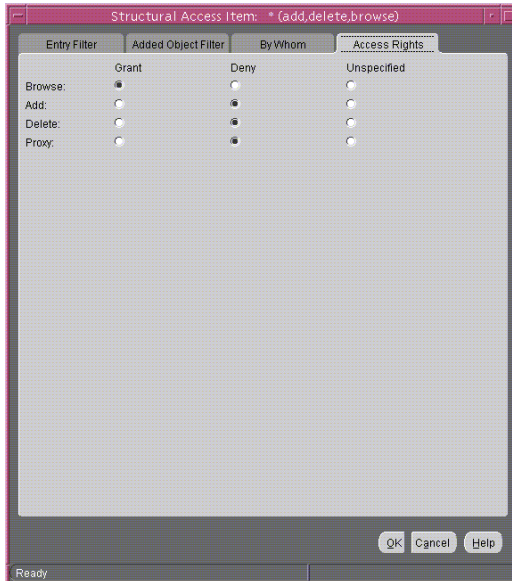 Structural Access Item: * (add,delete,browse)
Entry Filter Added Object Filter By Whom Access Rights
Grant Deny Unspecified
Browse:
Add:
Delete:
Proxy:
OK Cancel Help
Ready